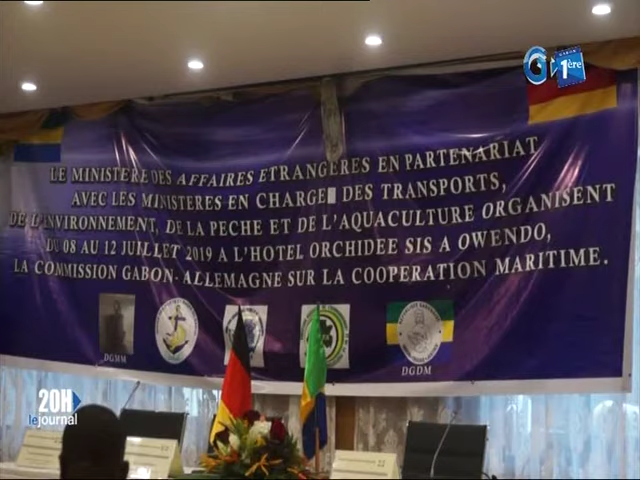 GABON
1ère
LE MINISTERE DES AFFAIRES ETRANGERES EN PARTENARIAT
AVEC LES MINISTERES EN CHARGE DES TRANSPORTS,
DE L'ENVIRONNEMENT, DE LA PECHE ET DE L'AQUACULTURE ORGANISENT
DU 08 AU 12 JUILLET 2019 A L'HOTEL ORCHIDEE SIS A OWENDO,
LA COMMISSION GABON-ALLEMAGNE SUR LA COOPERATION MARITIME.
DGMM
DGDM
20H
le journal